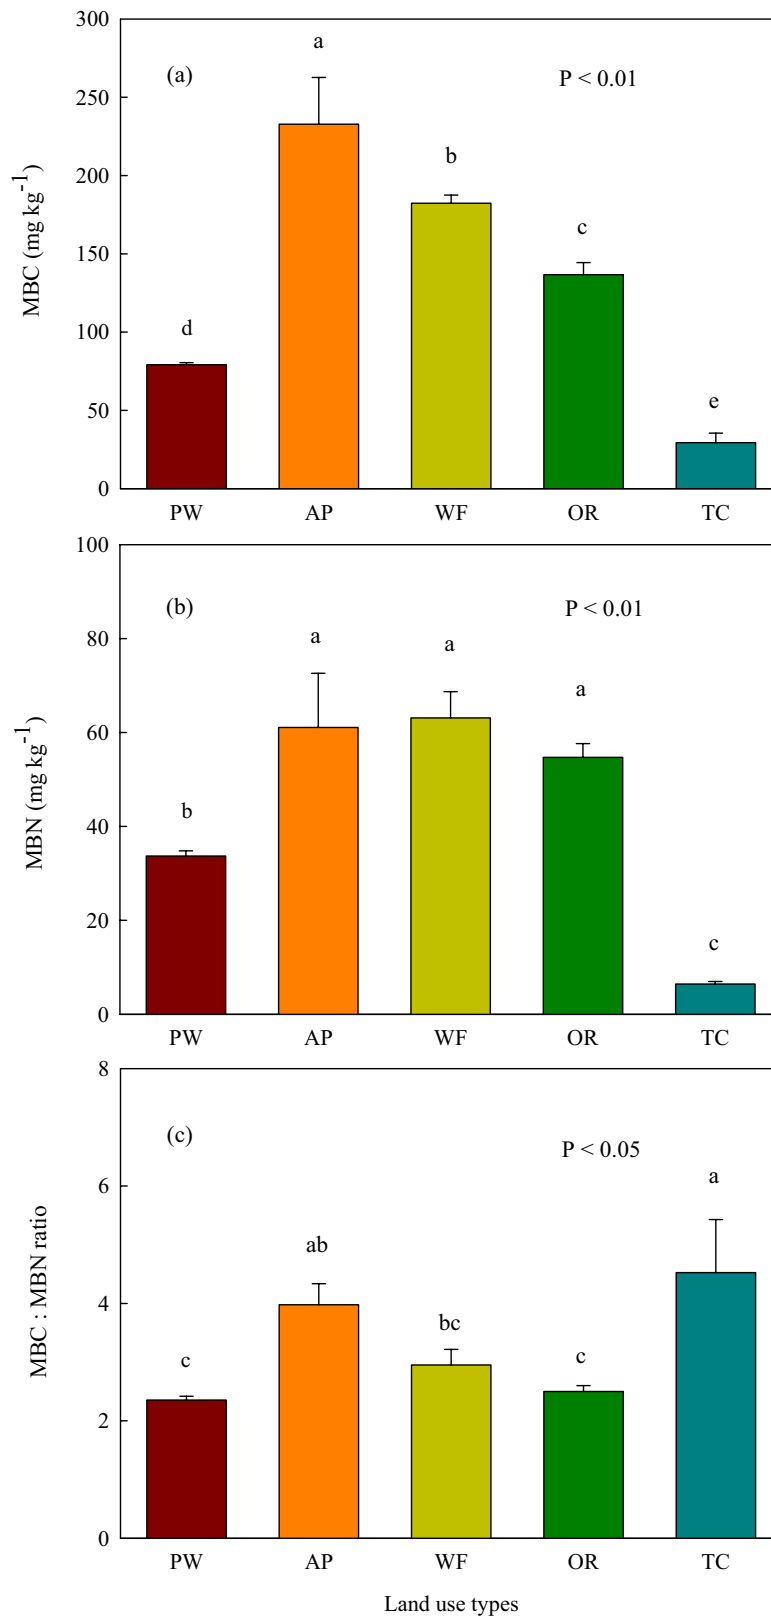 300
(a)
a
P < 0.01
250
b
200
c
150
MBC (mg kg-1)
d
100
e
50
0
PW AP WF OR TC
100
(b)
a
a
P < 0.01
80
a
60
MBN (mg kg-1)
b
40
20
c
0
PW AP WF OR TC
8
(c)
P < 0.05
a
6
ab
MBC : MBN ratio
4
bc
c
c
2
0
PW AP WF OR TC
Land use types